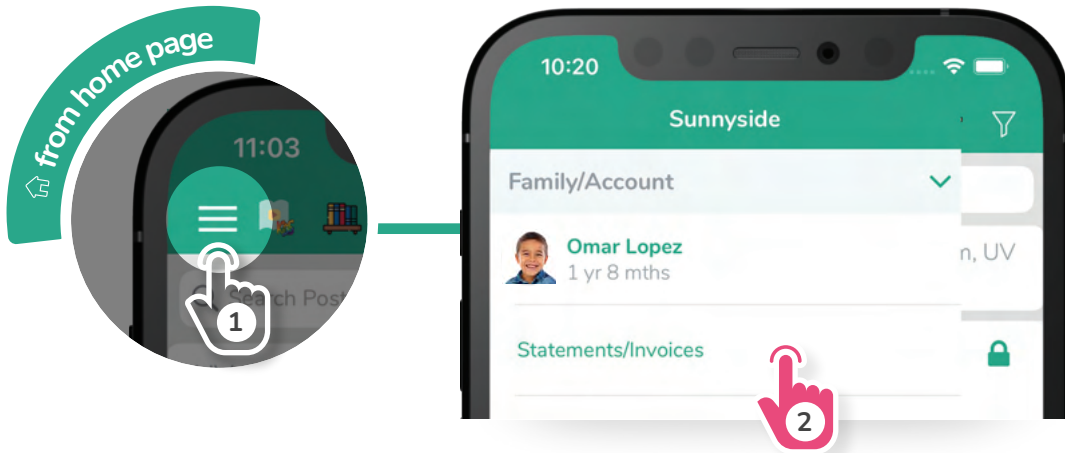 from home page
11:03
Search Post
1
10:20
Sunnyside
Family/Account
Omar Lopez
1 yr 8 mths
n, UV
Statements/Invoices
2